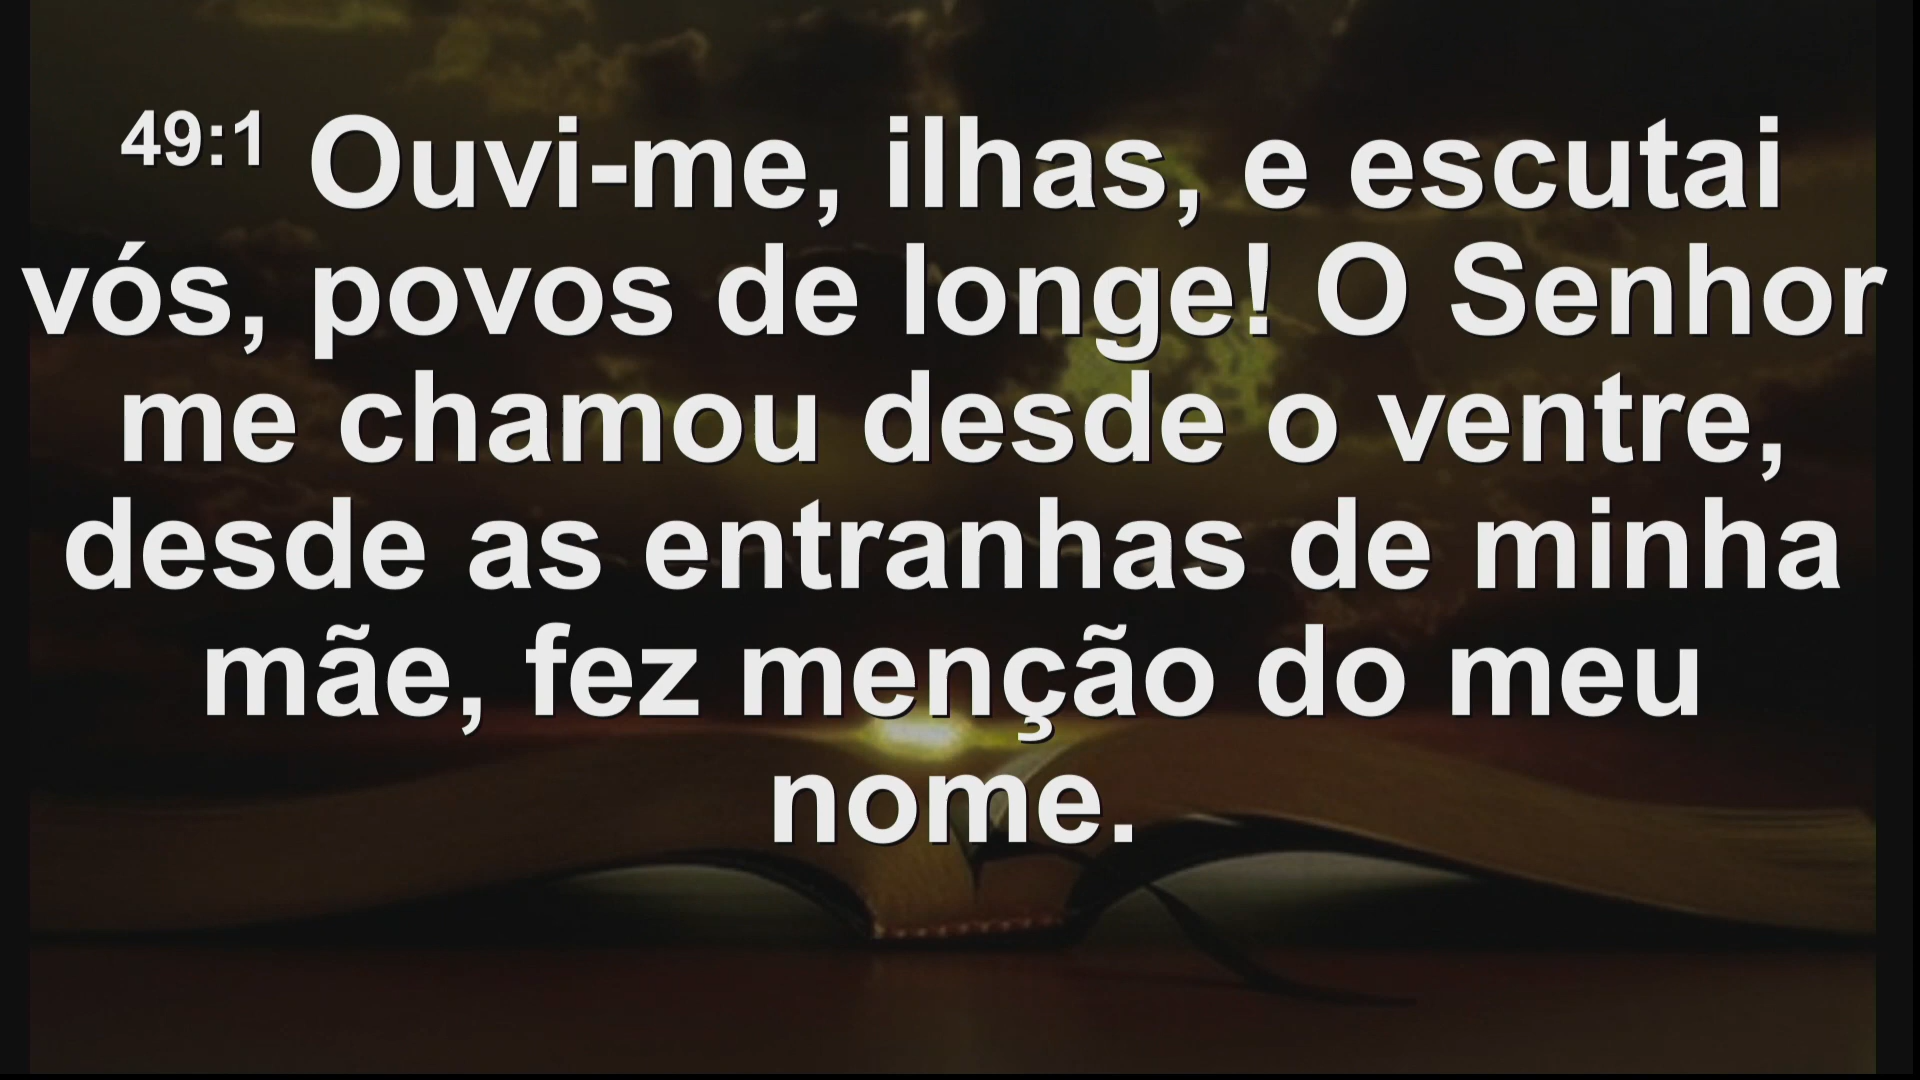 49:1 Ouvi-me, ilhas, e escutai
vós, povos de longe! O Senhor
me chamou desde o ventre,
desde as entranhas de minha
mãe, fez menção do meu
nome.